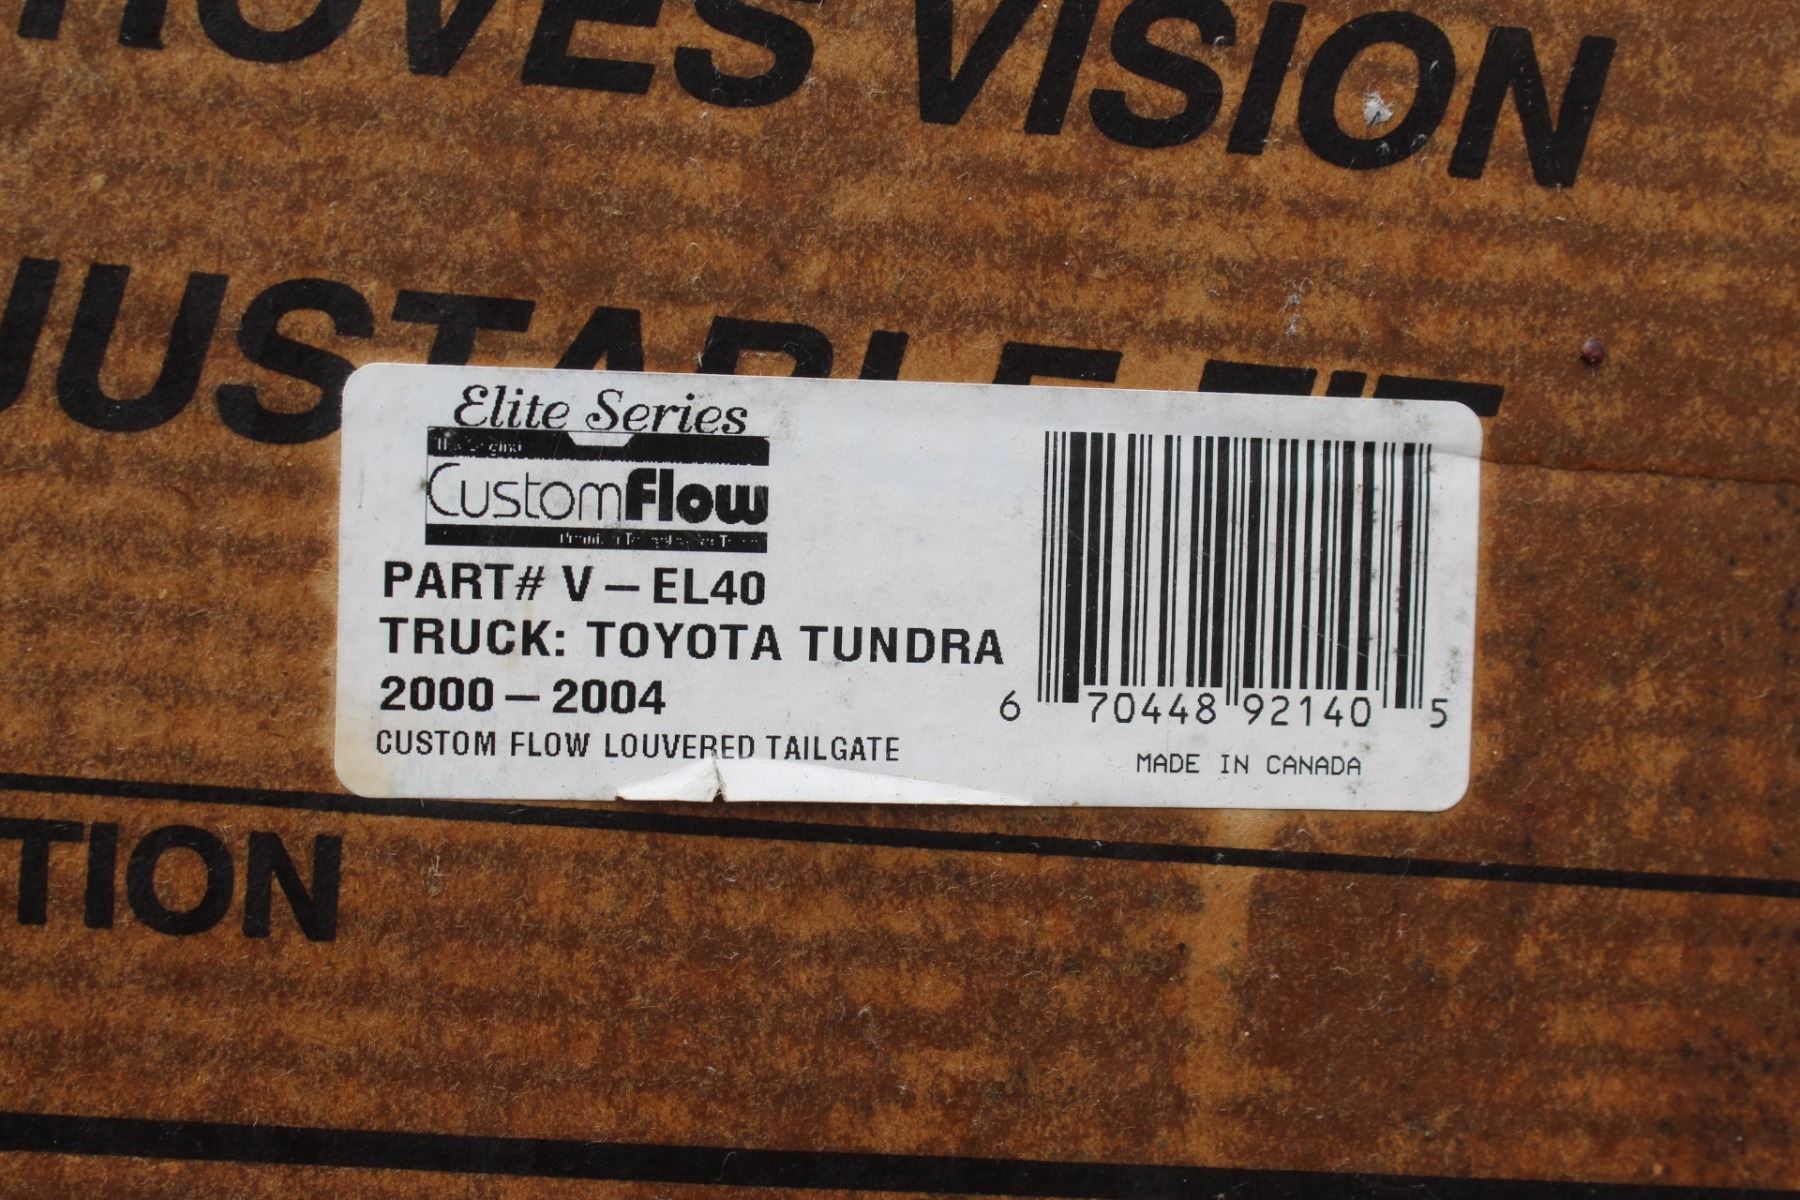 VISION
Elite Series
CustomFlow
PART# V – EL40
TRUCK: TOYOTA TUNDRA
2000 – 2004
CUSTOM FLOW LOUVERED TAILGATE
6 70448 92140 5
MADE IN CANADA